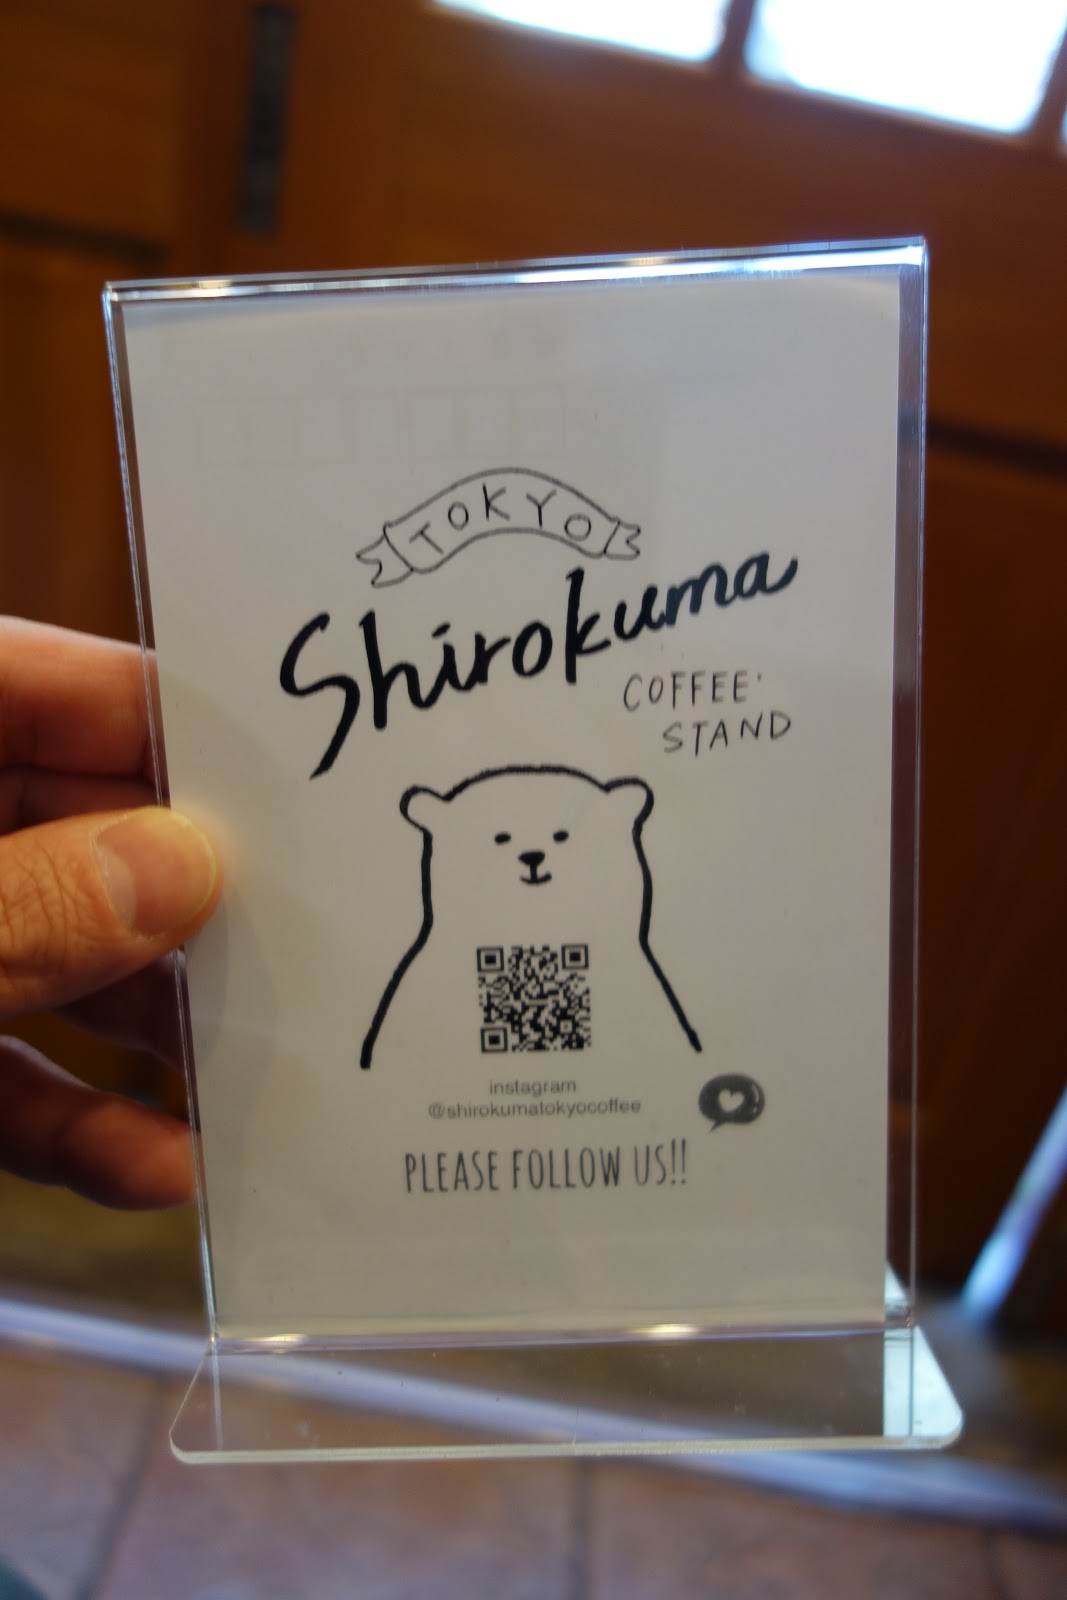 TOKYO
Shirokuma
COFFEE
STAND
instagram
@shirokumatokyocoffee
PLEASE FOLLOW US!!